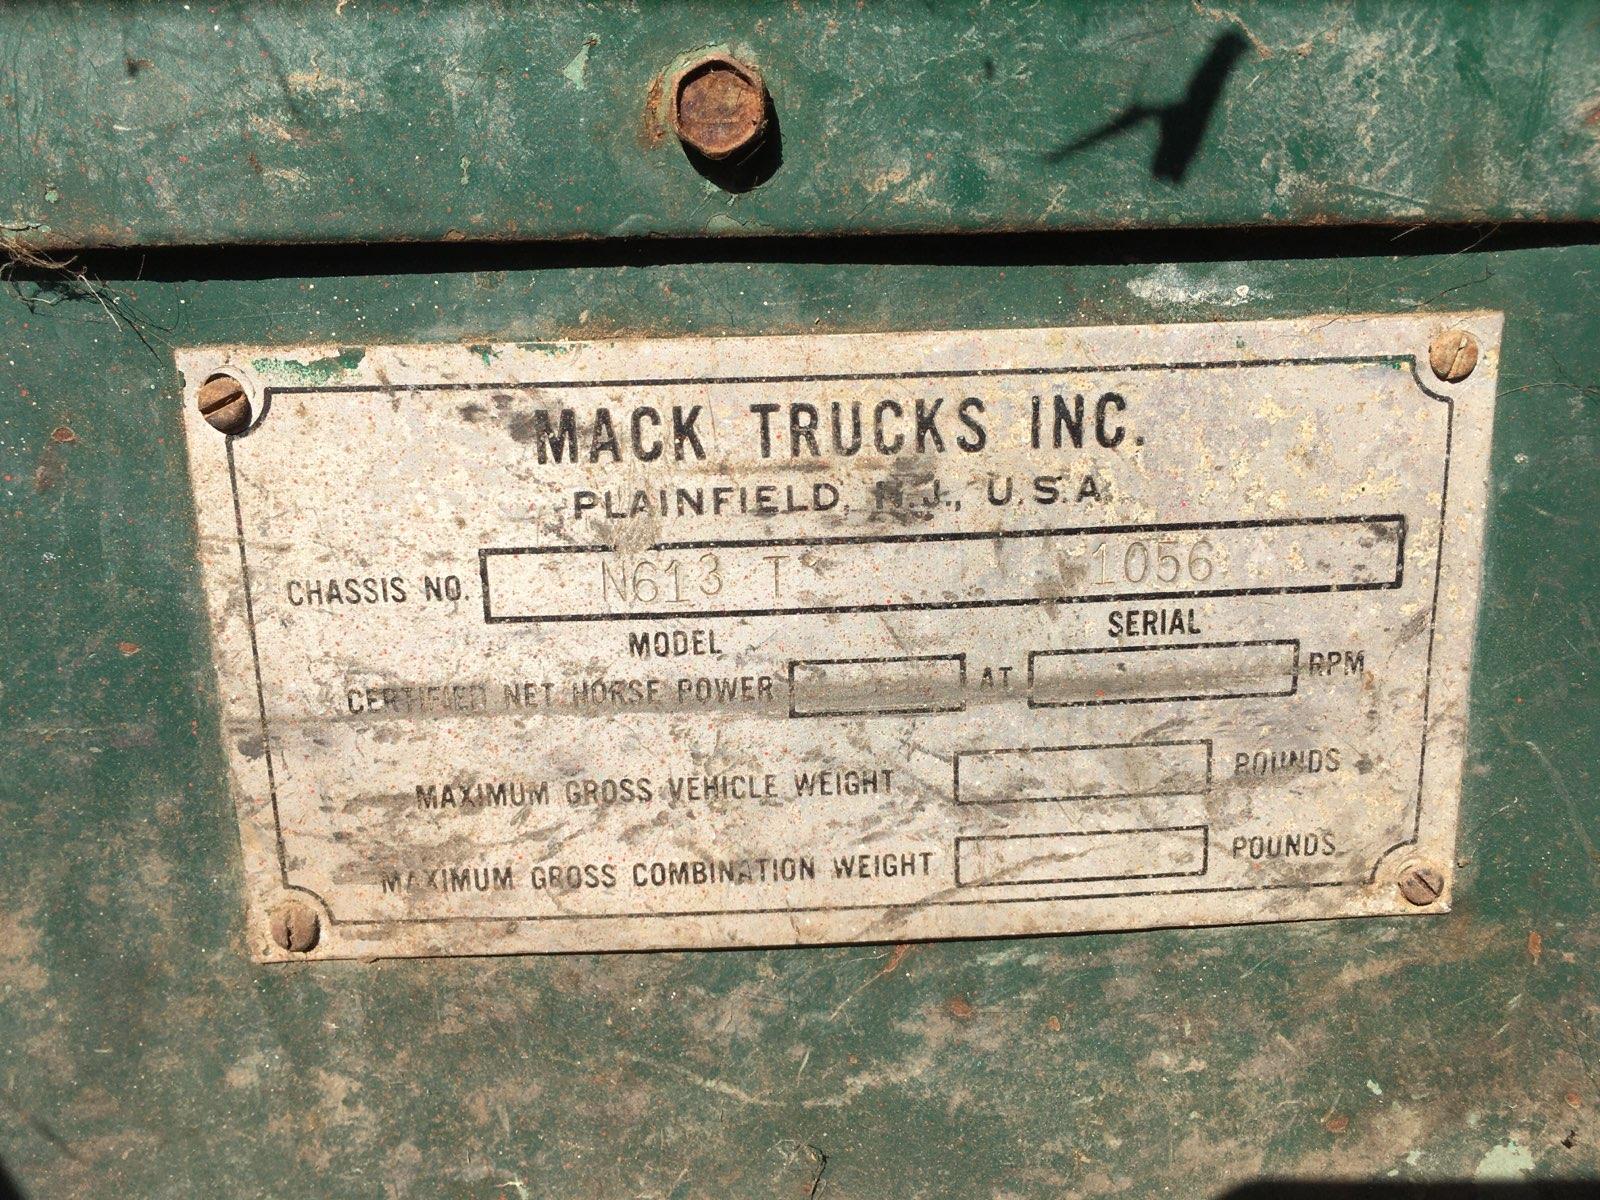 MACK TRUCKS INC.
PLAINFIELD, N.J., U.S.A.
CHASSIS NO. N613 T 1056
MODEL SERIAL
CERTIFIED NET HORSE POWER AT RPM
MAXIMUM GROSS VEHICLE WEIGHT POUNDS
MAXIMUM GROSS COMBINATION WEIGHT POUNDS